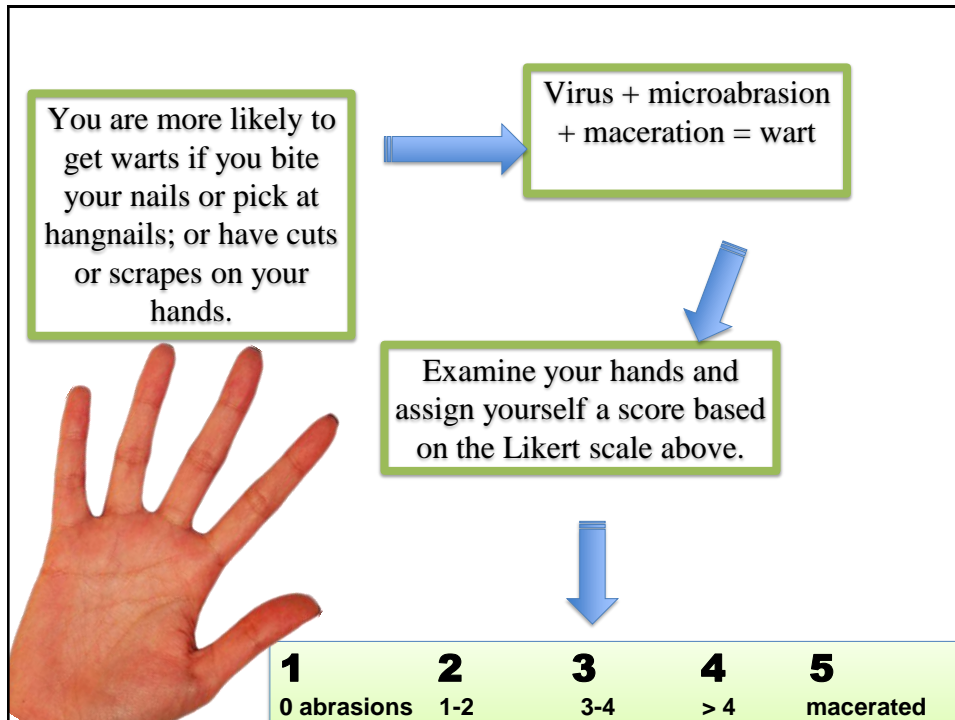 You are more likely to
get warts if you bite
your nails or pick at
hangnails; or have cuts
or scrapes on your
hands.
Virus + microabrasion
+ maceration = wart
Examine your hands and
assign yourself a score based
on the Likert scale above.
1 2 3 4 5
0 abrasions 1-2 3-4 > 4 macerated